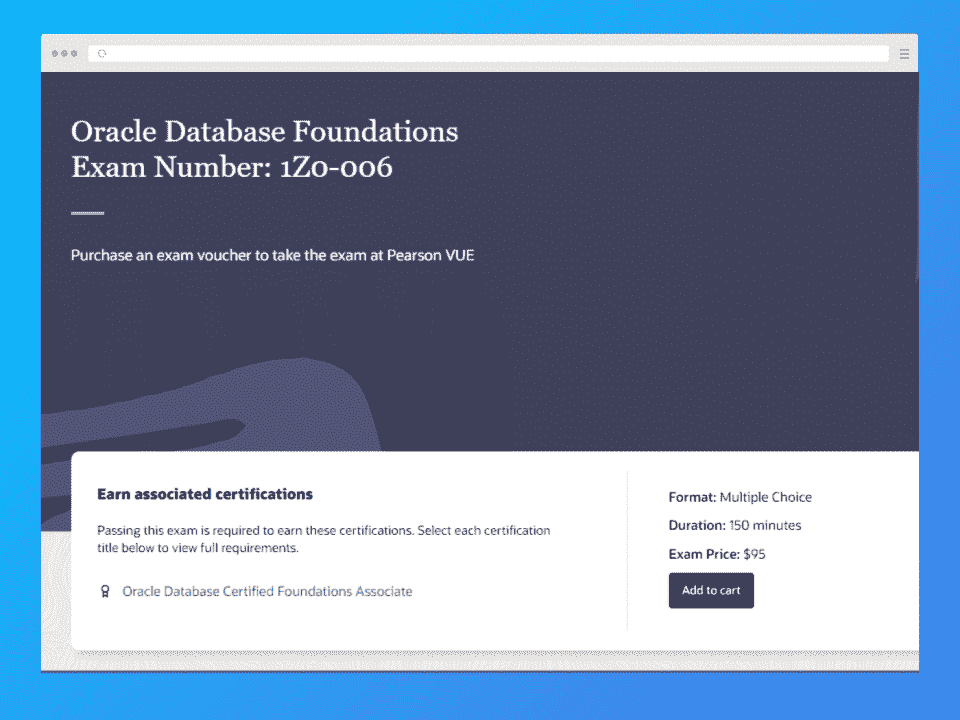 Oracle Database Foundations
Exam Number: 1Z0-006
Purchase an exam voucher to take the exam at Pearson VUE
Earn associated certifications
Passing this exam is required to earn these certifications. Select each certification
title below to view full requirements.
Oracle Database Certified Foundations Associate
Format: Multiple Choice
Duration: 150 minutes
Exam Price: $95
Add to cart